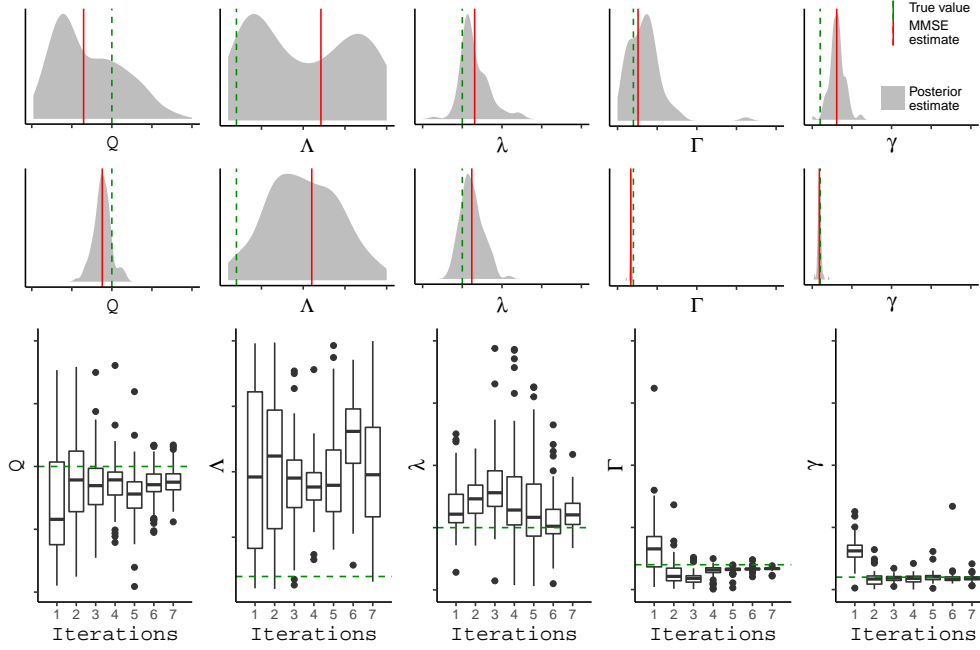 True value
MMSE
estimate
Posterior
estimate
Q Λ λ Γ γ
Q Λ λ Γ γ
Q Λ λ Γ γ
1 2 3 4 5 6 7 1 2 3 4 5 6 7 1 2 3 4 5 6 7 1 2 3 4 5 6 7 1 2 3 4 5 6 7
Iterations Iterations Iterations Iterations Iterations